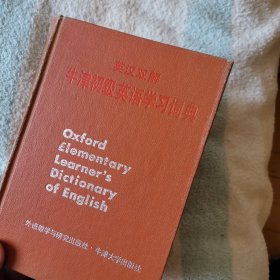 英汉双解
牛津初级英语学习词典
Oxford
Elementary
Learner's
Dictionary
of English
外语教学与研究出版社·牛津大学出版社